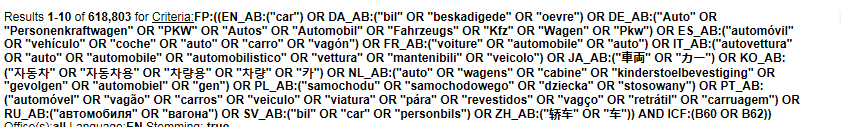 Results 1-10 of 618,803 for Criteria:FP:((EN_AB:("car") OR DA_AB:("bil" OR "beskadigede" OR "oevre") OR DE_AB:("Auto" OR
"Personenkraftwagen" OR "PKW" OR "Autos" OR "Automobil" OR "Fahrzeugs" OR "Kfz" OR "Wagen" OR "Pkw") OR ES_AB:("automóvil"
OR "vehículo" OR "coche" OR "auto" OR "carro" OR "vagón") OR FR_AB:("voiture" OR "automobile" OR "auto") OR IT_AB:("autovettura"
OR "auto" OR "automobile" OR "automobilistico" OR "vettura" OR "mantenibili" OR "veicolo") OR JA_AB:("車両" OR "カー") OR KO_AB:
("자동차" OR "자동차용" OR "차량용" OR "차량" OR "카") OR NL_AB:("auto" OR "wagens" OR "cabine" OR "kinderstoelbevestiging" OR
"gevolgen" OR "automobiel" OR "gen") OR PL_AB:("samochodu" OR "samochodowego" OR "dziecka" OR "stosowany") OR PT_AB:
("automóvel" OR "vagão" OR "carros" OR "veiculo" OR "viatura" OR "pára" OR "revestidos" OR "vagço" OR "retrátil" OR "carruagem") OR
RU_AB:("автомобиля" OR "вагона") OR SV_AB:("bil" OR "car" OR "personbils") OR ZH_AB:("轿车" OR "车")) AND ICF:(B60 OR B62))
Office(s):all Language:EN Stemming: true